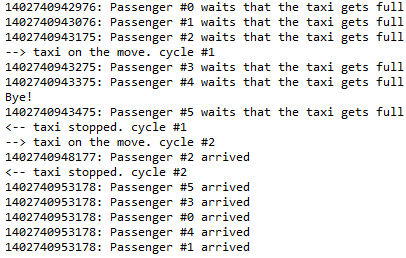 1402740942976: Passenger #0 waits that the taxi gets full
1402740943076: Passenger #1 waits that the taxi gets full
1402740943175: Passenger #2 waits that the taxi gets full
--> taxi on the move. cycle #1
1402740943275: Passenger #3 waits that the taxi gets full
1402740943375: Passenger #4 waits that the taxi gets full
Bye!
1402740943475: Passenger #5 waits that the taxi gets full
<-- taxi stopped. cycle #1
--> taxi on the move. cycle #2
1402740948177: Passenger #2 arrived
<-- taxi stopped. cycle #2
1402740953178: Passenger #5 arrived
1402740953178: Passenger #3 arrived
1402740953178: Passenger #0 arrived
1402740953178: Passenger #4 arrived
1402740953178: Passenger #1 arrived